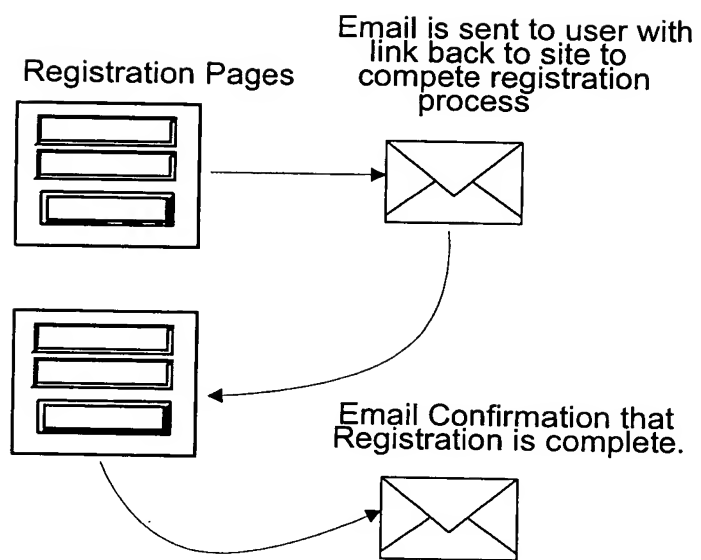 Registration Pages
Email is sent to user with
link back to site to
compete registration
process
Email Confirmation that
Registration is complete.